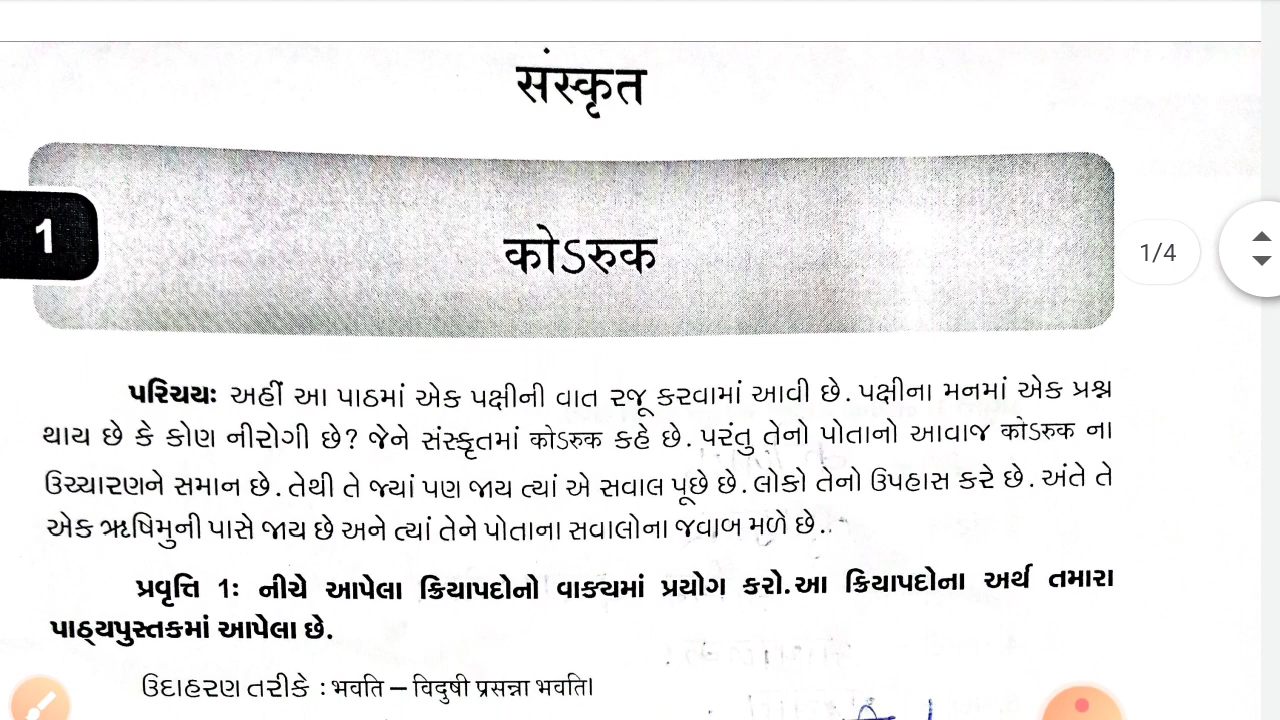 संस्कृत
1
कोऽरुक
1/4
પરિચયઃ અહીં આ પાઠમાં એક પક્ષીની વાત રજૂ કરવામાં આવી છે. પક્ષીના મનમાં એક પ્રશ્ન
થાય છે કે કોણ નીરોગી છે? જેને સંસ્કૃતમાં कोऽरुक કહે છે. પરંતુ તેનો પોતાનો આવાજ कोऽरुक ના
ઉચ્ચારણને સમાન છે. તેથી તે જ્યાં પણ જાય ત્યાં એ સવાલ પૂછે છે. લોકો તેનો ઉપહાસ કરે છે. અંતે તે
એક ઋષિમુની પાસે જાય છે અને ત્યાં તેને પોતાના સવાલોના જવાબ મળે છે..
પ્રવૃત્તિ 1ઃ નીચે આપેલા ક્રિયાપદોનો વાક્યમાં પ્રયોગ કરો. આ ક્રિયાપદોના અર્થ તમારા
પાઠ્યપુસ્તકમાં આપેલા છે.
ઉદાહરણ તરીકે : भवति – विदुषी प्रसन्ना भवति।